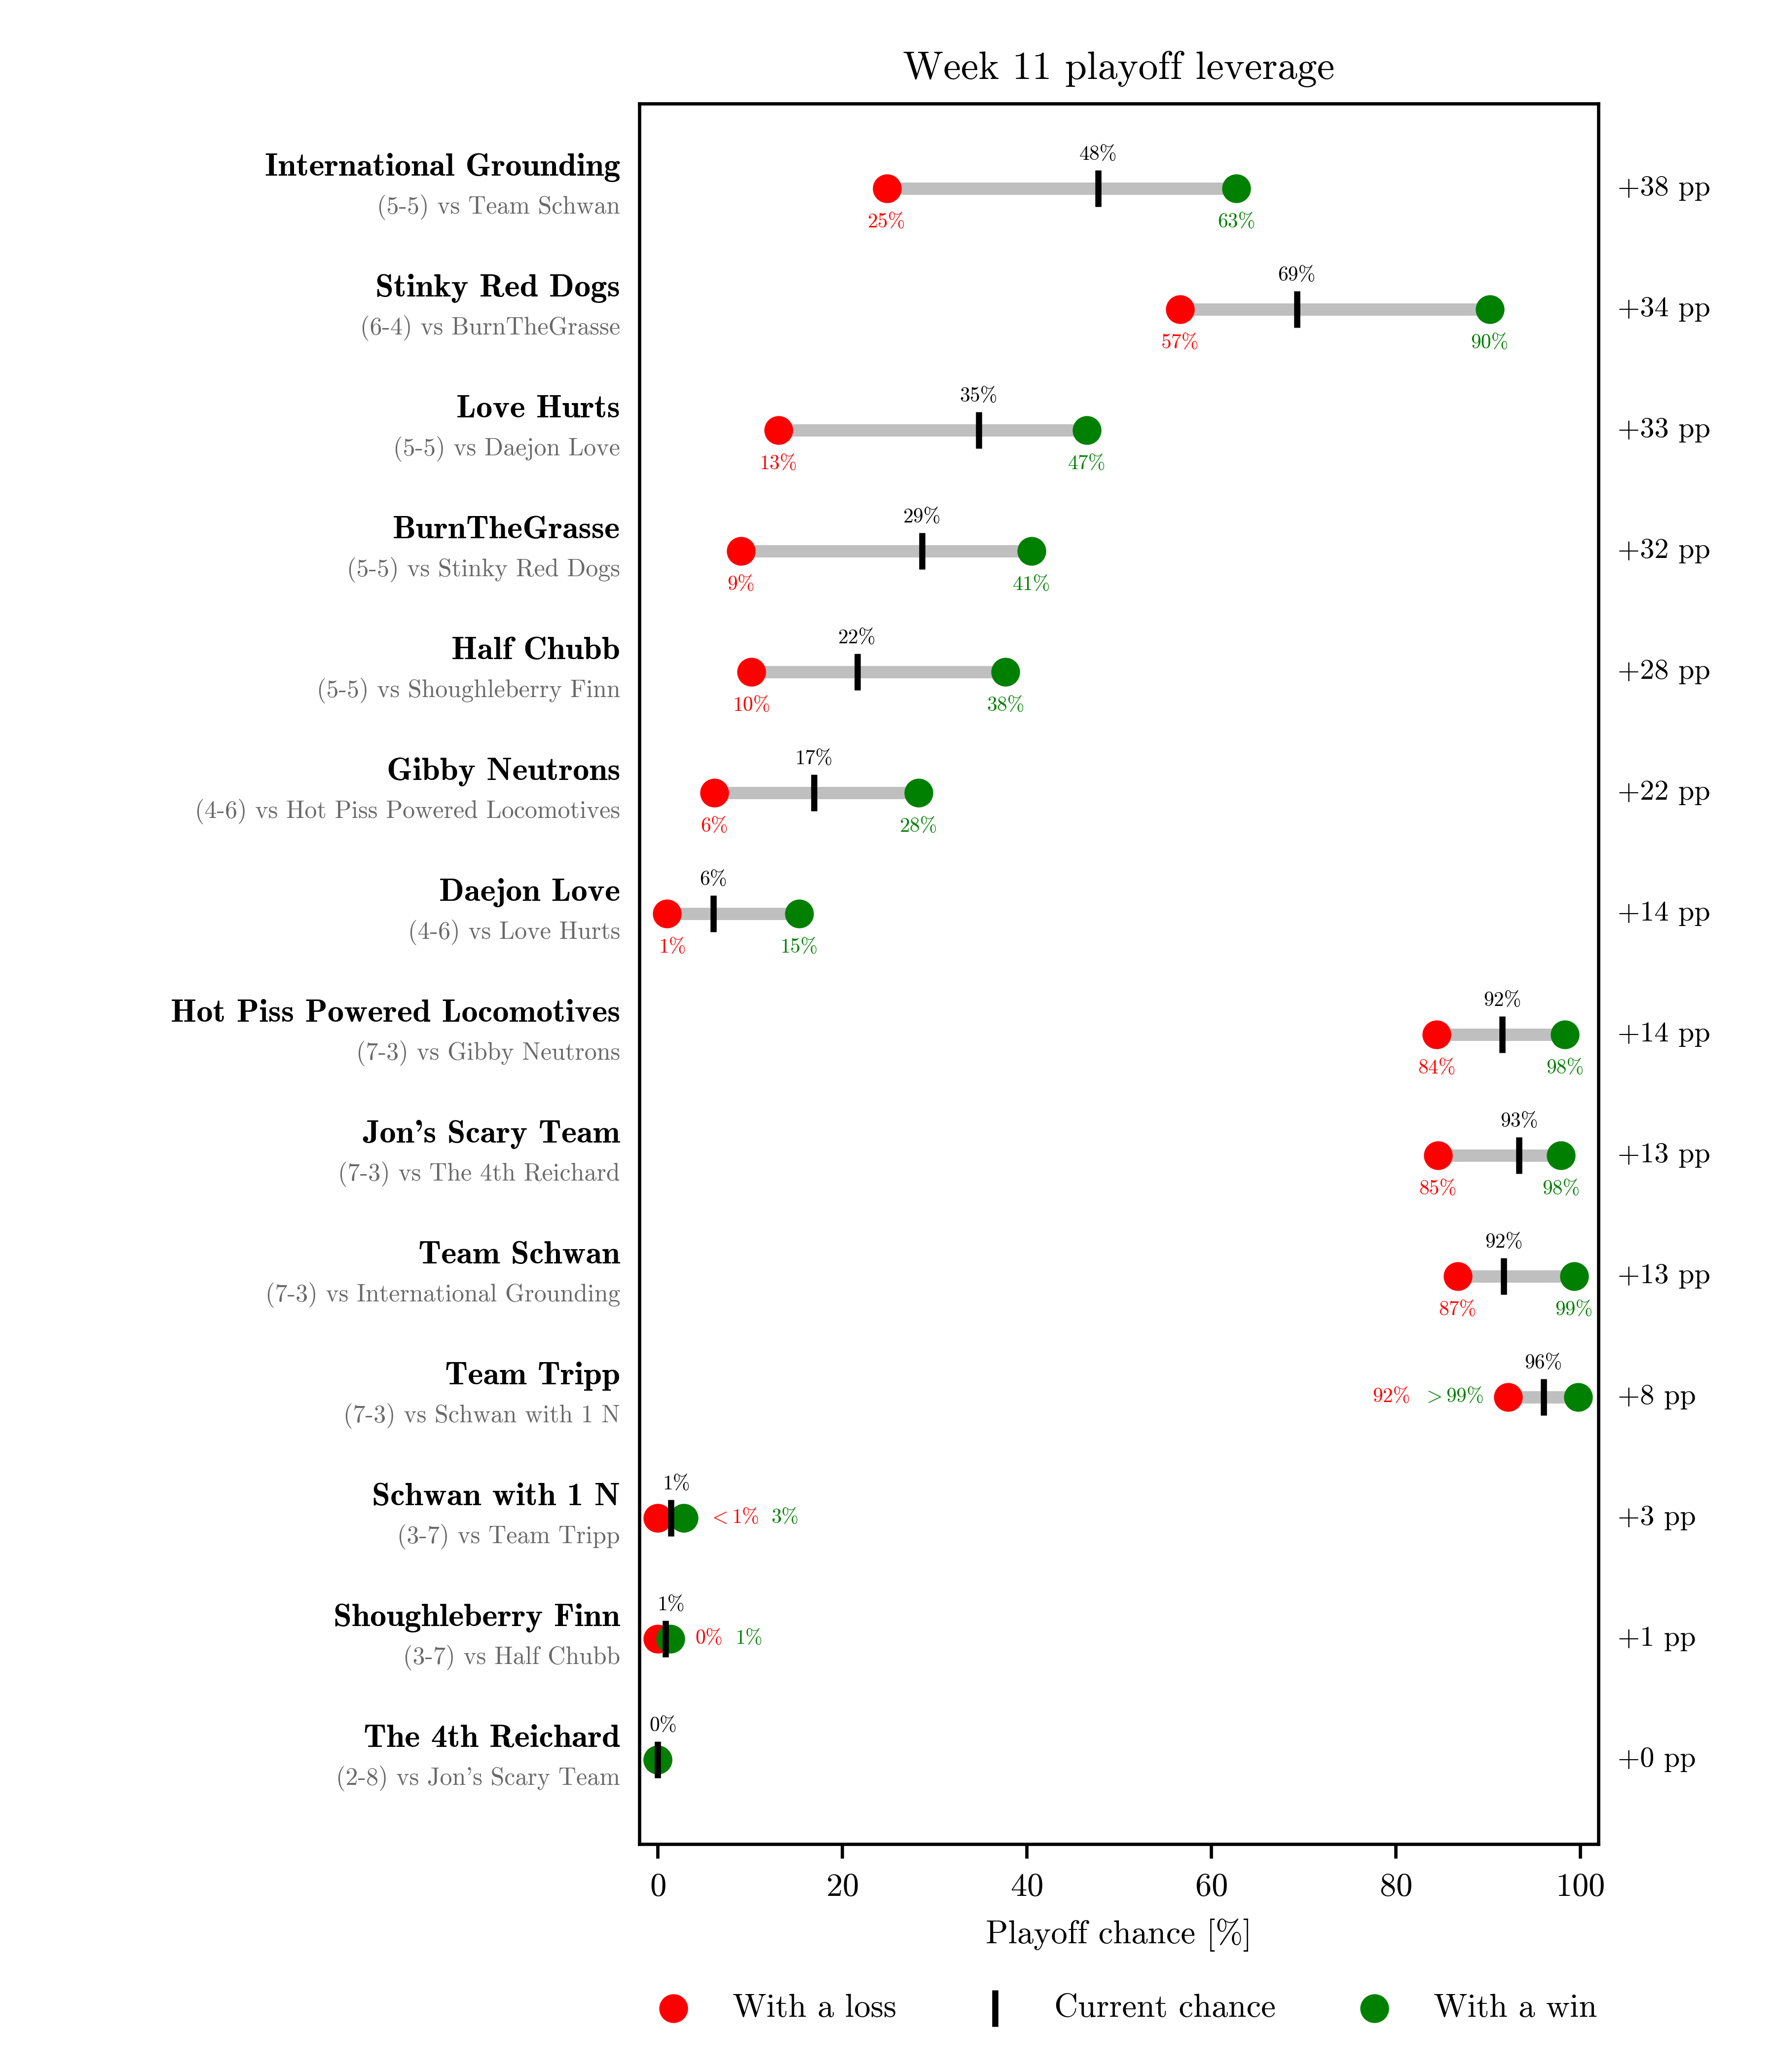 Week 11 playoff leverage
48%
International Grounding
+38 pp
(5-5) vs Team Schwan
25% 63%
69%
Stinky Red Dogs
+34 pp
(6-4) vs BurnTheGrasse
57% 90%
35%
Love Hurts
+33 pp
(5-5) vs Daejon Love
13% 47%
29%
BurnTheGrasse
+32 pp
(5-5) vs Stinky Red Dogs
9% 41%
22%
Half Chubb
+28 pp
(5-5) vs Shoughleberry Finn
10% 38%
17%
Gibby Neutrons
+22 pp
(4-6) vs Hot Piss Powered Locomotives
6% 28%
6%
Daejon Love
+14 pp
(4-6) vs Love Hurts
1% 15%
92%
Hot Piss Powered Locomotives
+14 pp
(7-3) vs Gibby Neutrons
84% 98%
93%
Jon's Scary Team
+13 pp
(7-3) vs The 4th Reichard
85% 98%
92%
Team Schwan
+13 pp
(7-3) vs International Grounding
87% 99%
96%
Team Tripp
92% >99% +8 pp
(7-3) vs Schwan with 1 N
1%
Schwan with 1 N
<1% 3% +3 pp
(3-7) vs Team Tripp
1%
Shoughleberry Finn
0% 1% +1 pp
(3-7) vs Half Chubb
0%
The 4th Reichard
+0 pp
(2-8) vs Jon's Scary Team
0 20 40 60 80 100
Playoff chance [%]
With a loss Current chance With a win